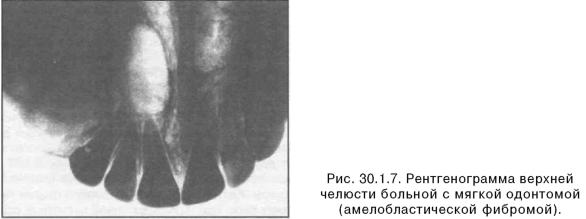 Рис. 30.1.7. Рентгенограмма верхней
челюсти больной с мягкой одонтомой
(амелобластической фибромой).